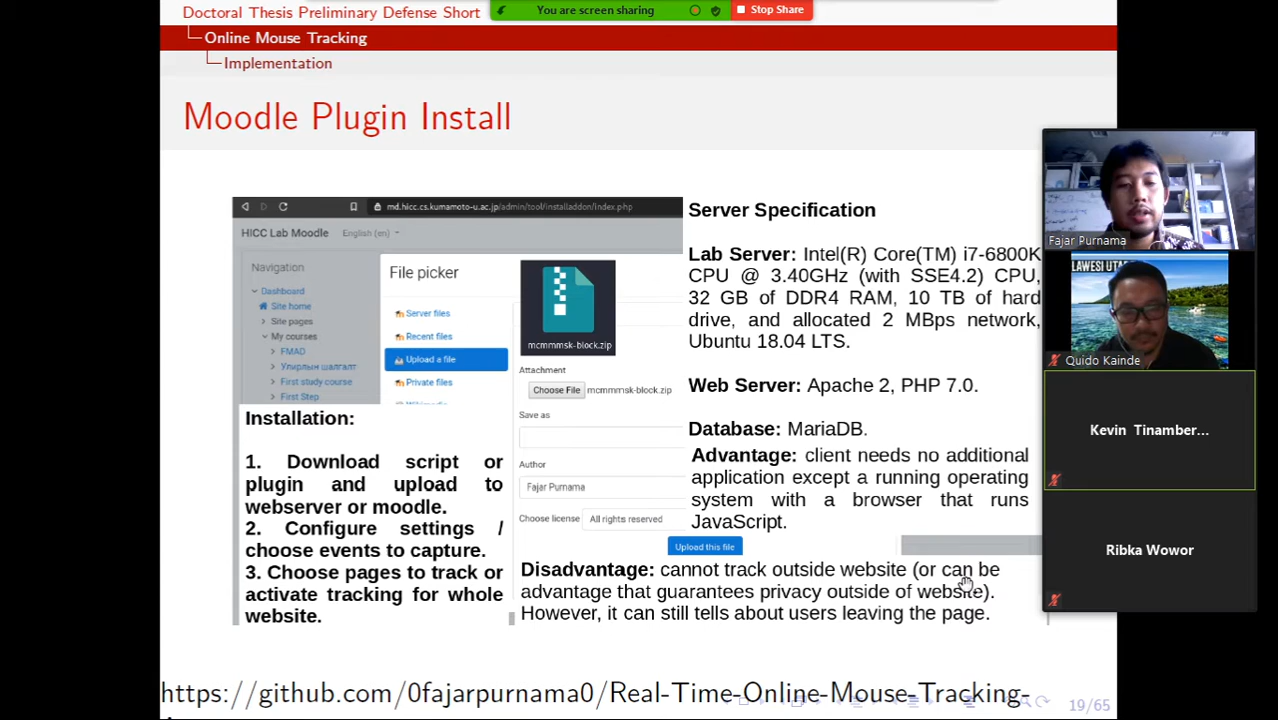 Doctoral Thesis Preliminary Defense Short
You are screen sharing
Stop Share
Online Mouse Tracking
Implementation
Moodle Plugin Install
md.hicc.cs.kumamoto-u.ac.jp/admin/tool/installaddon/index.php
HICC Lab Moodle
English (en)
Navigation
Dashboard
Site home
Site pages
My courses
FMAD
Улирлын шалгалт
First study course
First Step
File picker
Server files
Recent files
Upload a file
Private files
mcmmmsk-block.zip
Attachment
Choose File
mcmmmsk-block.zip
Save as
Author
Fajar Purnama
Choose license
All rights reserved
Upload this file
Installation:
1. Download script or
plugin and upload to
webserver or moodle.
2. Configure settings /
choose events to capture.
3. Choose pages to track or
activate tracking for whole
website.
Server Specification
Lab Server: Intel(R) Core(TM) i7-6800K
CPU @ 3.40GHz (with SSE4.2) CPU,
32 GB of DDR4 RAM, 10 TB of hard
drive, and allocated 2 MBps network,
Ubuntu 18.04 LTS.
Web Server: Apache 2, PHP 7.0.
Database: MariaDB.
Advantage: client needs no additional
application except a running operating
system with a browser that runs
JavaScript.
Disadvantage: cannot track outside website (or can be
advantage that guarantees privacy outside of website).
However, it can still tells about users leaving the page.
https://github.com/0fajarpurnama0/Real-Time-Online-Mouse-Tracking-
19/65
Fajar Purnama
LAWESI UTA
Quido Kainde
Kevin Tinamber...
Ribka Wowor